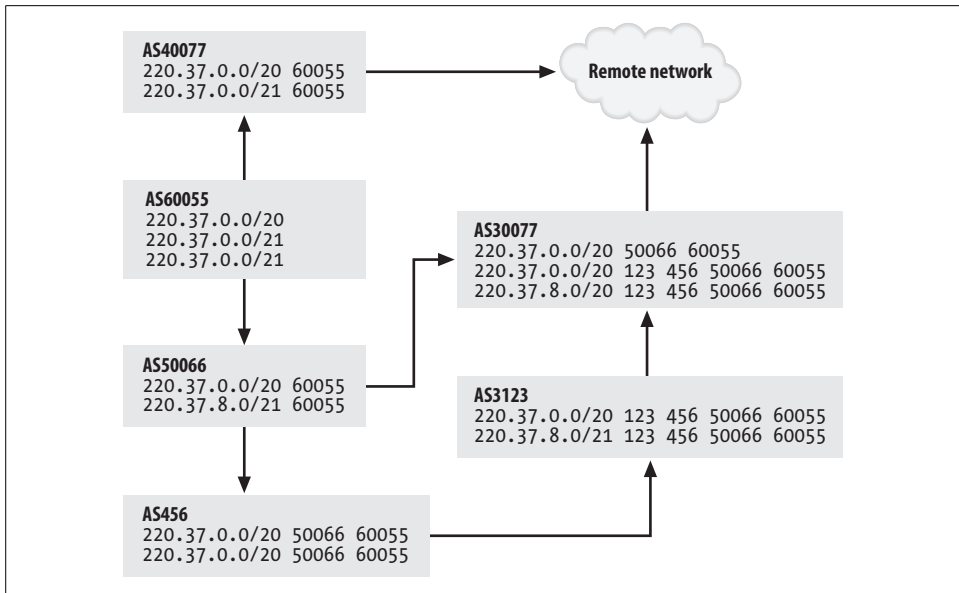 AS40077
220.37.0.0/20 60055
220.37.0.0/21 60055
Remote network
AS60055
220.37.0.0/20
220.37.0.0/21
220.37.0.0/21
AS30077
220.37.0.0/20 50066 60055
220.37.0.0/20 123 456 50066 60055
220.37.8.0/20 123 456 50066 60055
AS50066
220.37.0.0/20 60055
220.37.8.0/21 60055
AS3123
220.37.0.0/20 123 456 50066 60055
220.37.8.0/21 123 456 50066 60055
AS456
220.37.0.0/20 50066 60055
220.37.0.0/20 50066 60055